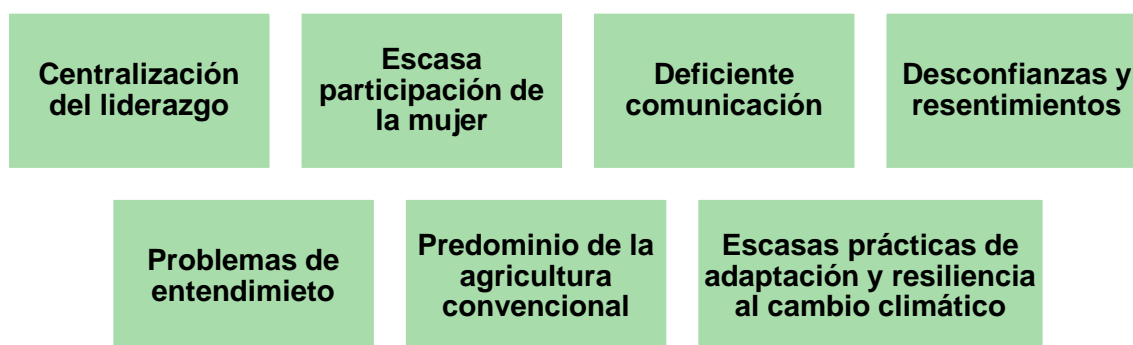 Centralización
del liderazgo
Escasa
participación de
la mujer
Deficiente
comunicación
Desconfianzas y
resentimientos
Problemas de
entendimieto
Predominio de la
agricultura
convencional
Escasas prácticas de
adaptación y resiliencia
al cambio climático